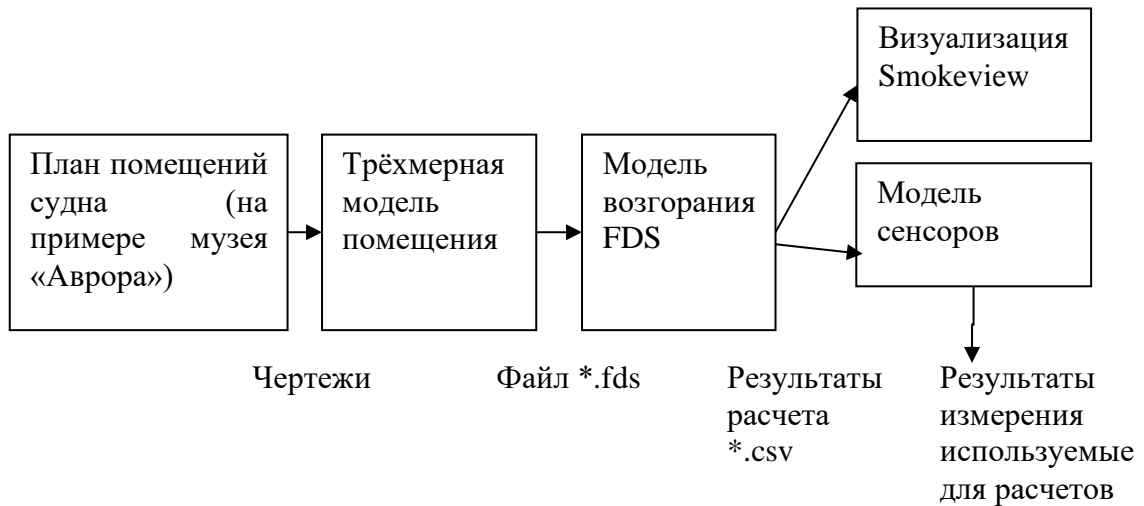 Визуализация
Smokeview
План помещений
судна (на
примере музея
«Аврора»)
Трёхмерная
модель
помещения
Модель
возгорания
FDS
Модель
сенсоров
Чертежи
Файл *.fds
Результаты
расчета
*.csv
Результаты
измерения
используемые
для расчетов